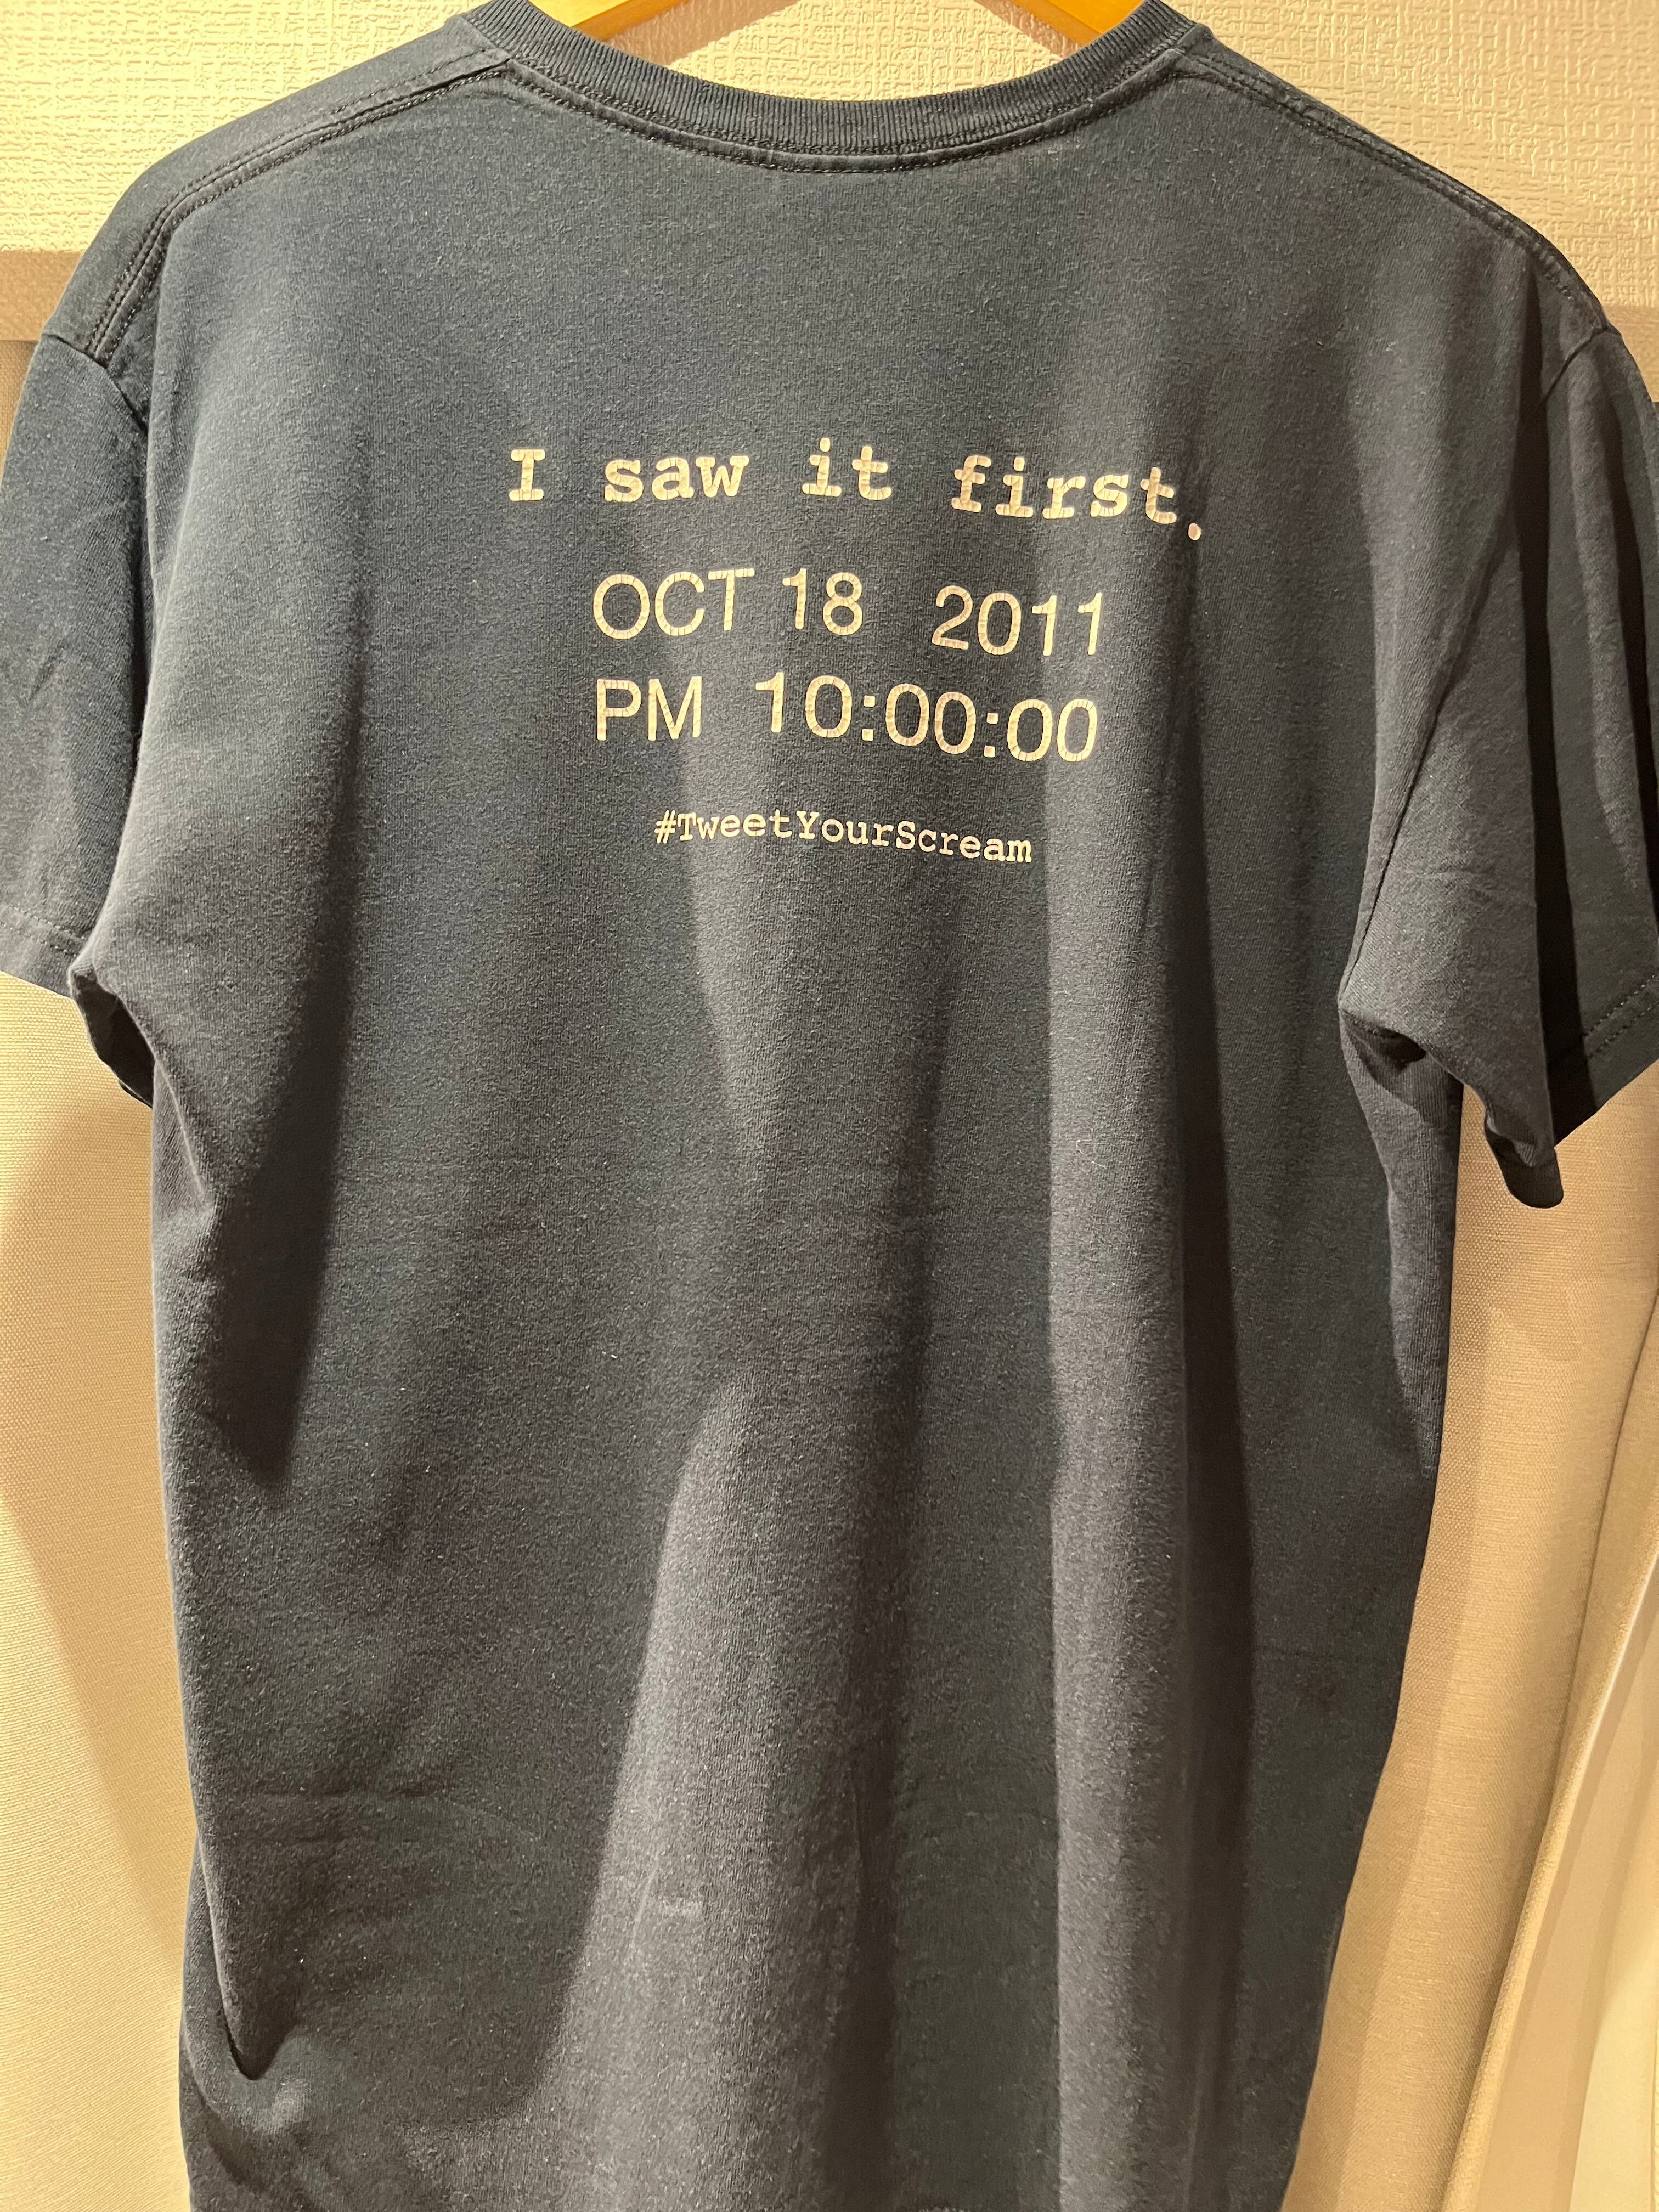 I saw it first.
OCT 18 2011
PM 10:00:00
#TweetYourScream